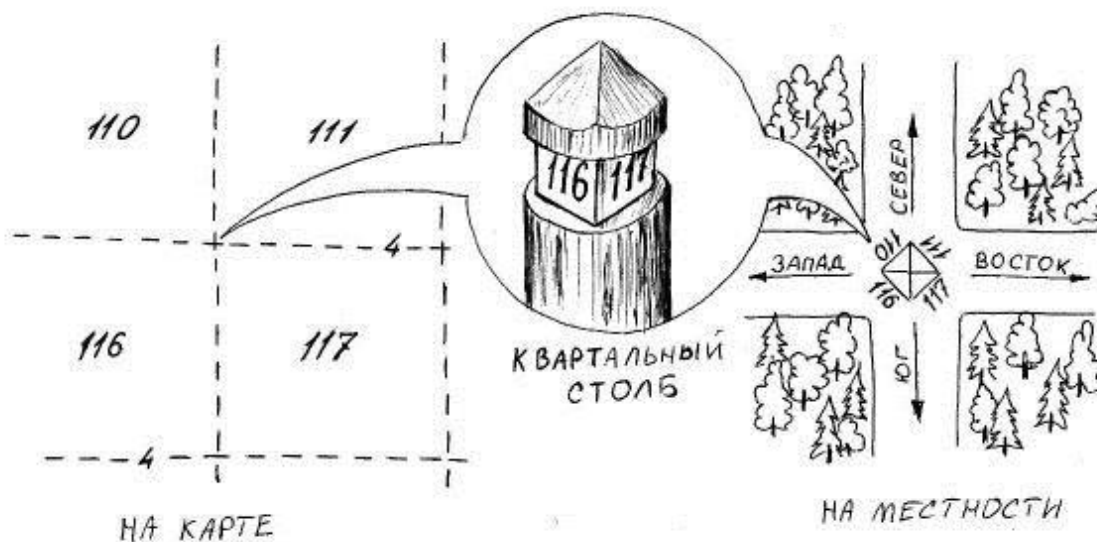 110
111
4
116
117
4
НА КАРТЕ
116 117
КВАРТАЛЬНЫЙ
СТОЛБ
СЕВЕР
110
111
ЗАПАД
ВОСТОК
116
117
ЮГ
НА МЕСТНОСТИ